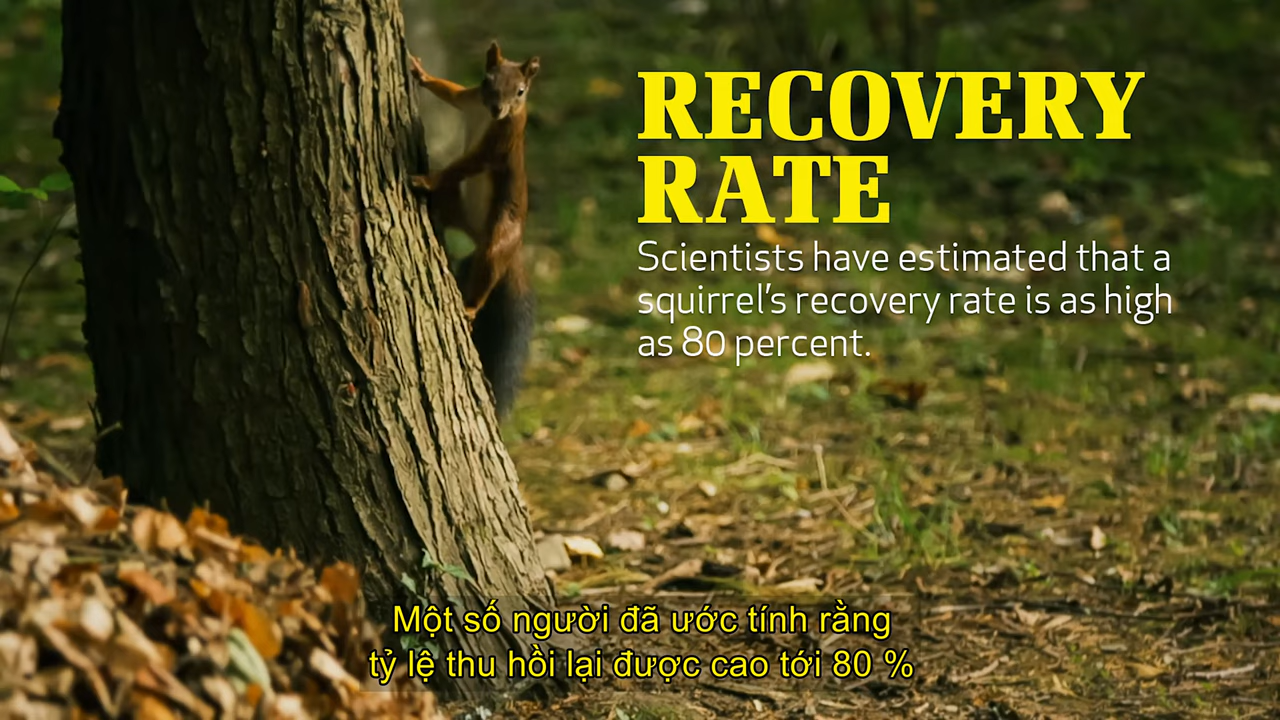 RECOVERY
RATE
Scientists have estimated that a
squirrel's recovery rate is as high
as 80 percent.
Một số người đã ước tính rằng
tỷ lệ thu hồi lại được cao tới 80 %